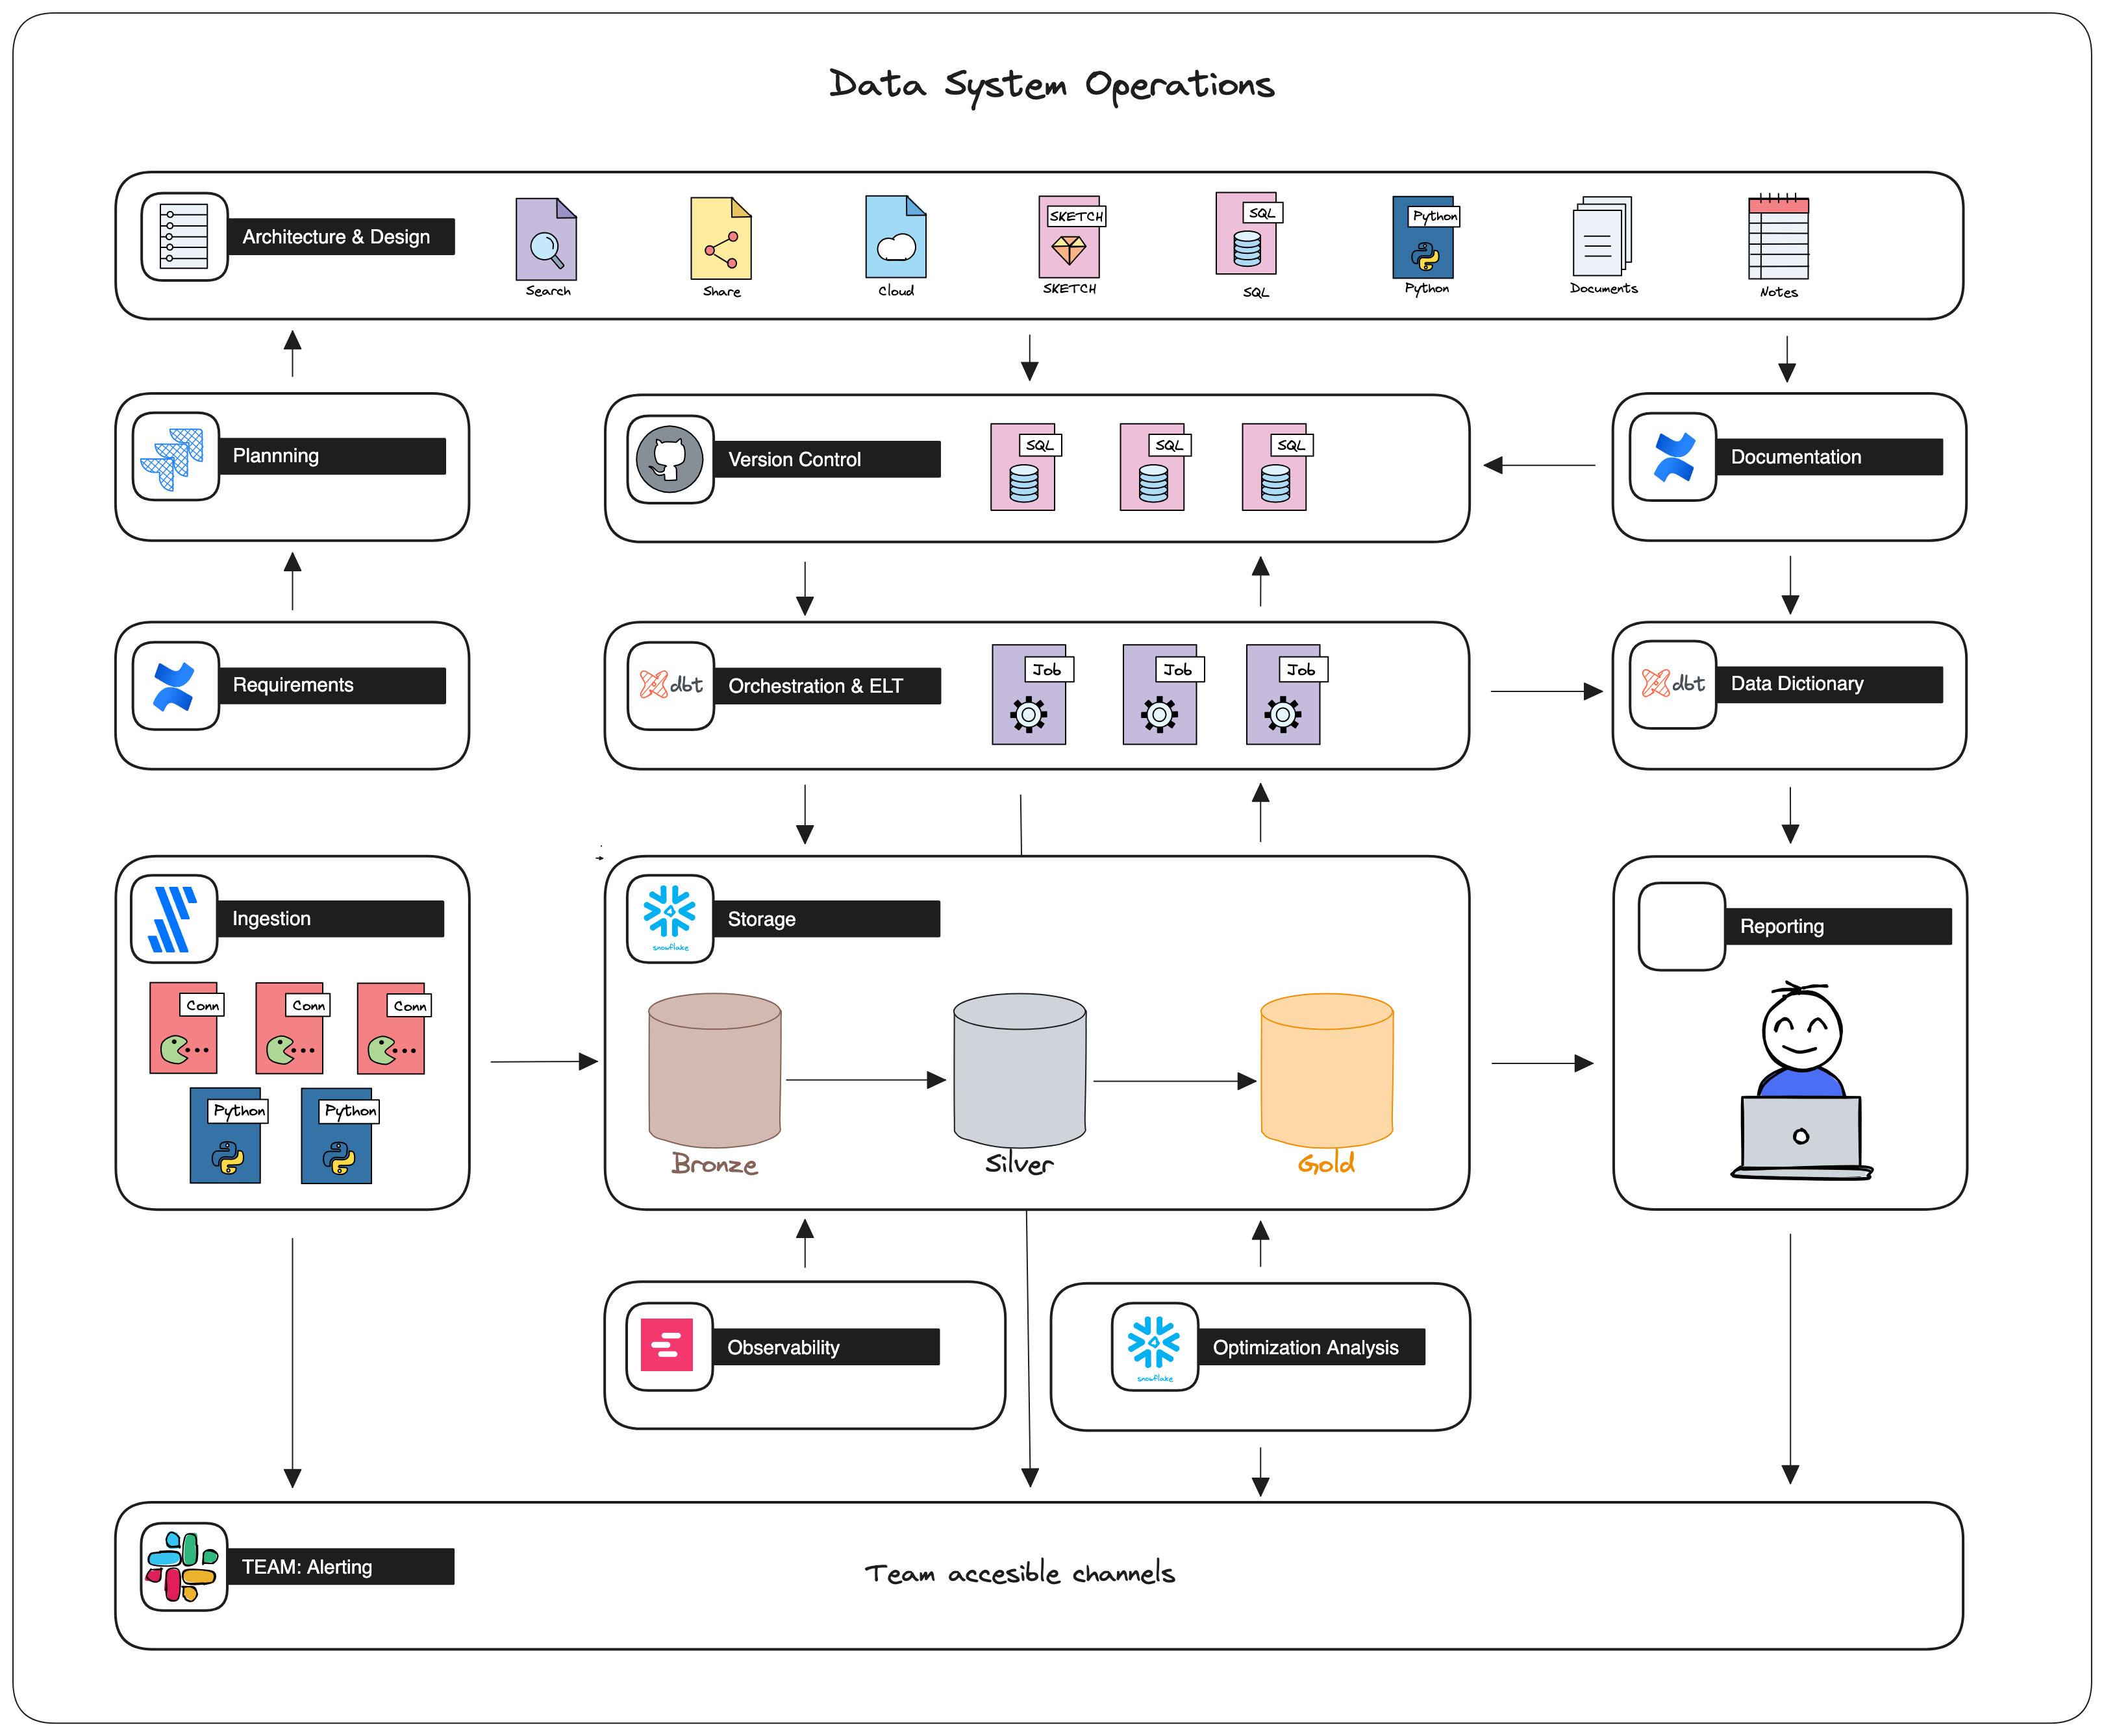 Data System Operations
Architecture & Design
SKETCH
SQL
Python
Search
Share
Cloud
SKETCH
SQL
Python
Documents
Notes
Plannning
Version Control
SQL
SQL
SQL
Documentation
Requirements
dbt
Orchestration & ELT
Job
Job
Job
dbt
Data Dictionary
Ingestion
Conn
Conn
Conn
Python
Python
snowflake
Storage
Bronze
Silver
Gold
Reporting
Observability
snowflake
Optimization Analysis
TEAM: Alerting
Team accesible channels